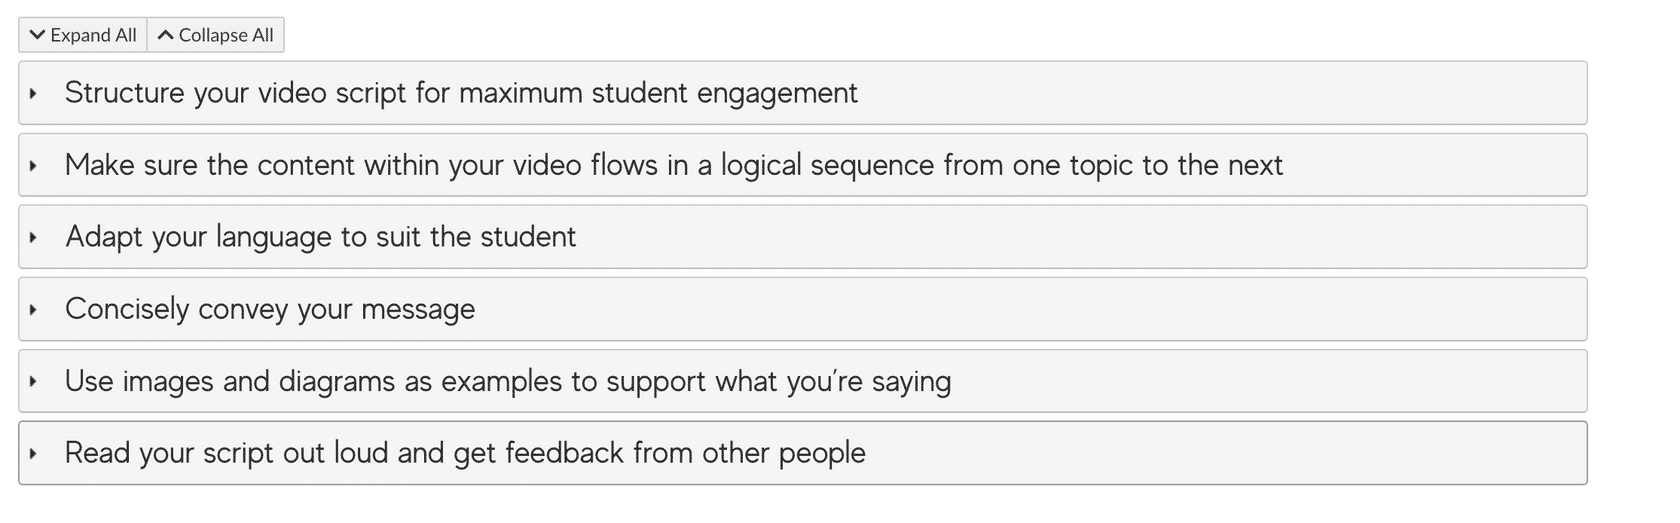 Expand All Collapse All
Structure your video script for maximum student engagement
Make sure the content within your video flows in a logical sequence from one topic to the next
Adapt your language to suit the student
Concisely convey your message
Use images and diagrams as examples to support what you're saying
Read your script out loud and get feedback from other people